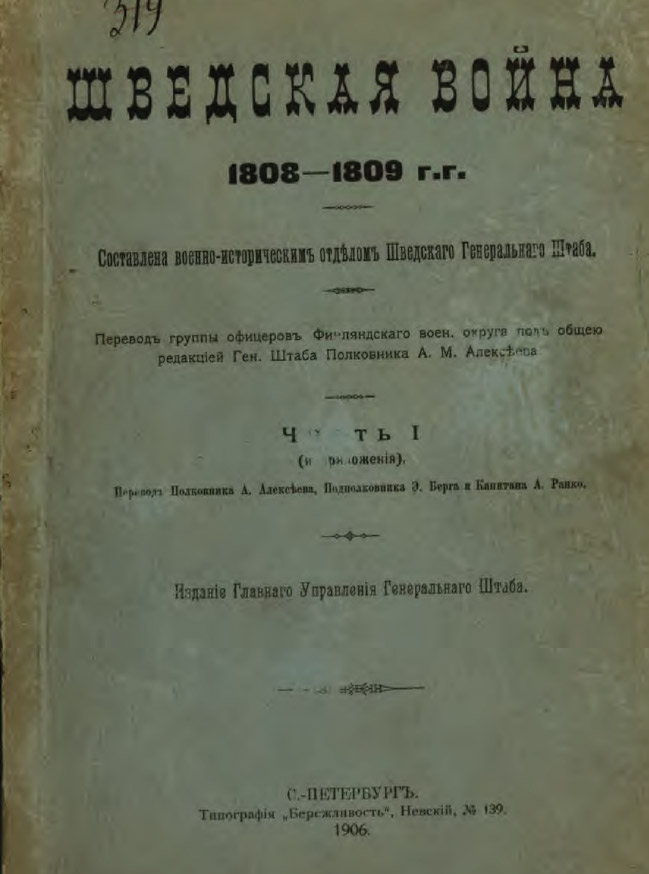 319
ШВЕДСКАЯ ВОЙНА
1808—1809 г.г.
Составлена военно-историческимъ отдѣломъ Шведскаго Генеральнаго Штаба.
Переводъ группы офицеровъ Финляндскаго воен. округа подъ общею
редакціей Ген. Штаба Полковника А. М. Алексѣева
Часть I
(и приложенія).
Переводъ Полковника А. Алексѣева, Подполковника Э. Берга и Капитана А. Ранко.
Изданіе Главнаго Управленія Генеральнаго Штаба.
С.-ПЕТЕРБУРГЪ.
Типографія „Бережливость“, Невскій, № 139.
1906.